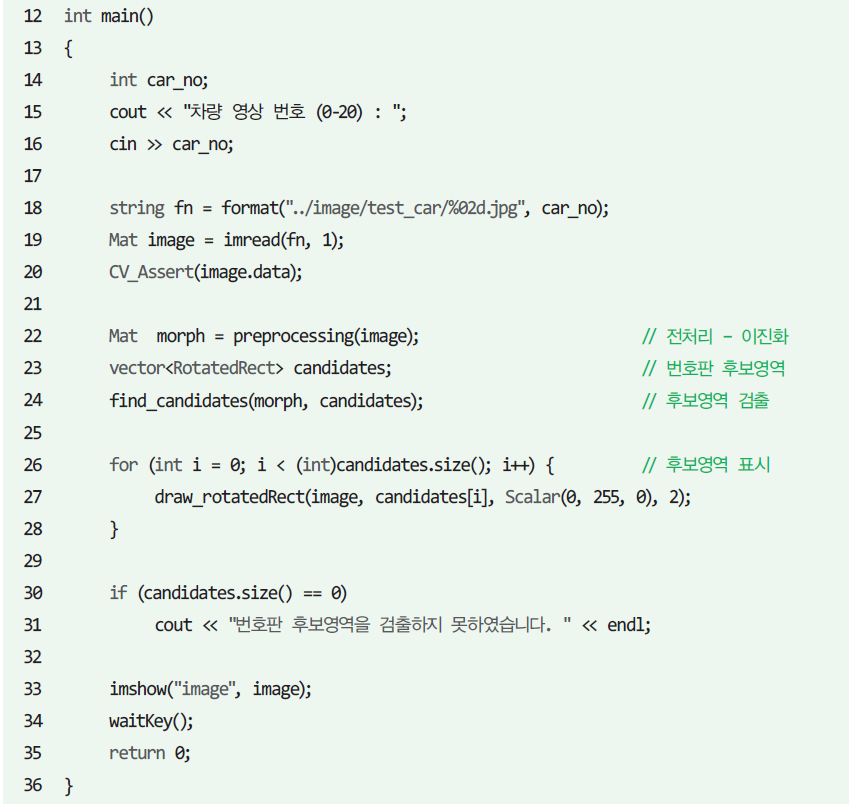 12 int main()
13 {
14 int car_no;
15 cout << "차량 영상 번호 (0-20) : ";
16 cin >> car_no;
17
18 string fn = format("../image/test_car/%02d.jpg", car_no);
19 Mat image = imread(fn, 1);
20 CV_Assert(image.data);
21
22 Mat morph = preprocessing(image); // 전처리 – 이진화
23 vector<RotatedRect> candidates; // 번호판 후보영역
24 find_candidates(morph, candidates); // 후보영역 검출
25
26 for (int i = 0; i < (int)candidates.size(); i++) { // 후보영역 표시
27 draw_rotatedRect(image, candidates[i], Scalar(0, 255, 0), 2);
28 }
29
30 if (candidates.size() == 0)
31 cout << "번호판 후보영역을 검출하지 못하였습니다. " << endl;
32
33 imshow("image", image);
34 waitKey();
35 return 0;
36 }